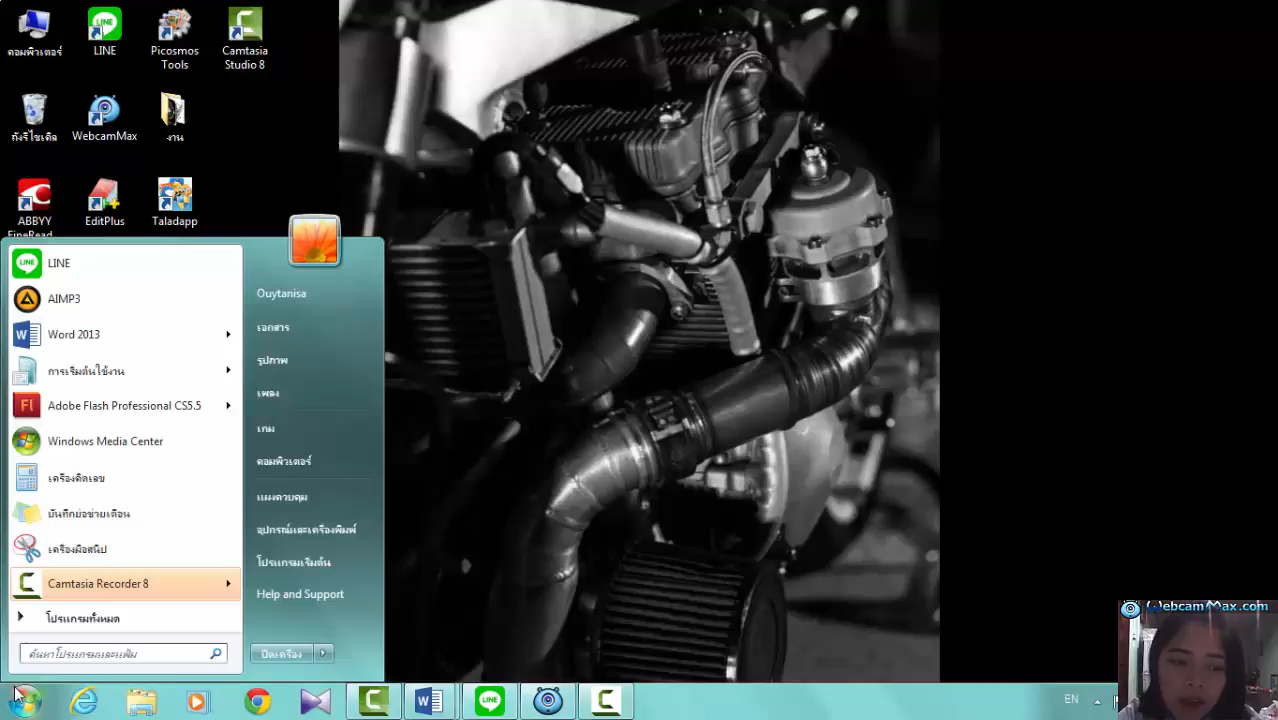 คอมพิวเตอร์
LINE
Picosmos
Tools
Camtasia
Studio 8
ถังรีไซเคิล
WebcamMax
งาน
ABBYY
FineRead...
EditPlus
Taladapp
LINE
AIMP3
Word 2013
การเริ่มต้นใช้งาน
Adobe Flash Professional CS5.5
Windows Media Center
เครื่องคิดเลข
บันทึกย่อช่วยเตือน
เครื่องมือสนิป
Camtasia Recorder 8
โปรแกรมทั้งหมด
ค้นหาโปรแกรมและแฟ้ม
Ouytanisa
เอกสาร
รูปภาพ
เพลง
เกม
คอมพิวเตอร์
แผงควบคุม
อุปกรณ์และเครื่องพิมพ์
โปรแกรมเริ่มต้น
Help and Support
ปิดเครื่อง
EN
WebcamMax.com